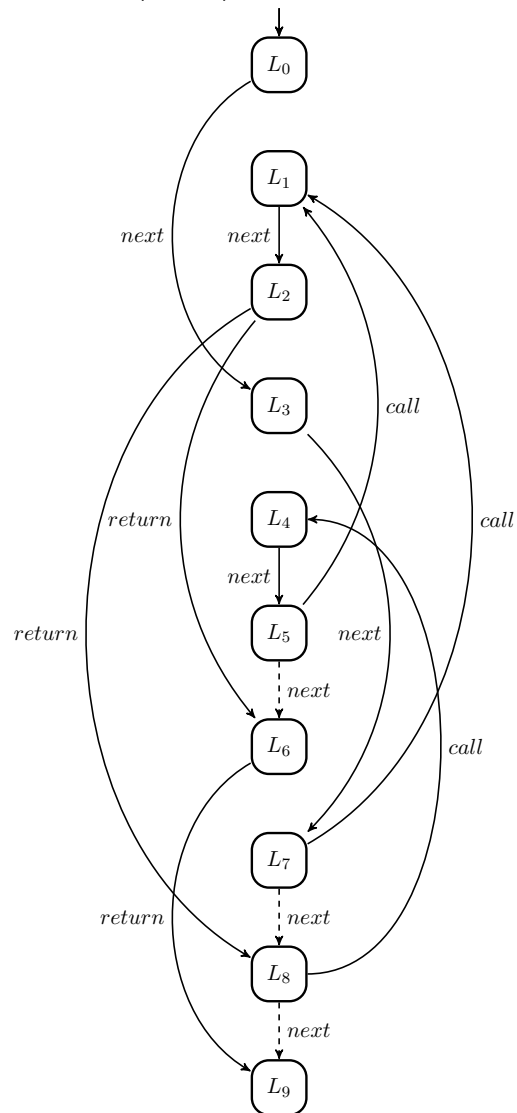 L₀
L₁
next
next
L₂
L₃
call
L₄
return
call
next
return
L₅
next
next
L₆
call
L₇
return
next
L₈
next
L₉